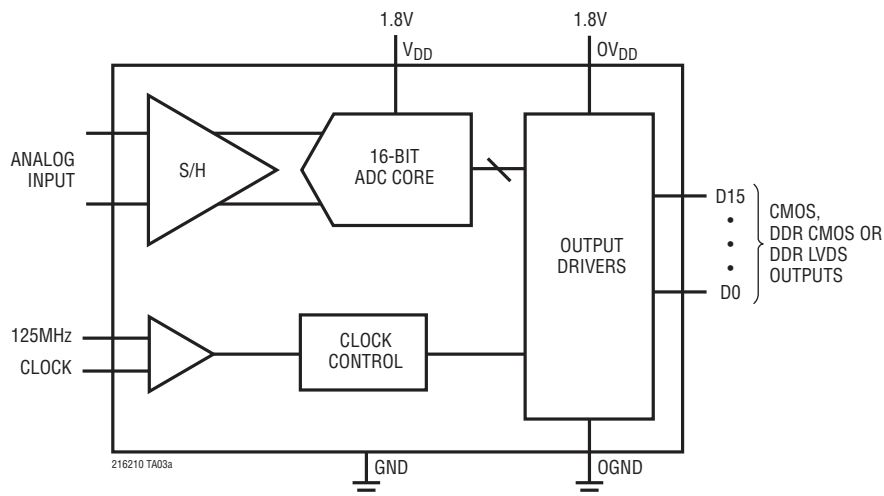 1.8V
1.8V
VDD
OVDD
ANALOG
INPUT
S/H
16-BIT
ADC CORE
OUTPUT
DRIVERS
D15
•
•
•
D0
CMOS,
DDR CMOS OR
DDR LVDS
OUTPUTS
125MHz
CLOCK
CLOCK
CONTROL
216210 TA03a
GND
OGND